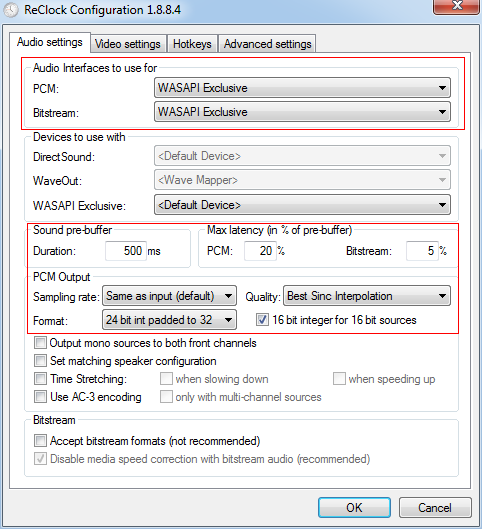 ReClock Configuration 1.8.8.4
Audio settings Video settings Hotkeys Advanced settings
Audio Interfaces to use for
PCM: WASAPI Exclusive
Bitstream: WASAPI Exclusive
Devices to use with
DirectSound: <Default Device>
WaveOut: <Wave Mapper>
WASAPI Exclusive: <Default Device>
Sound pre-buffer Max latency (in % of pre-buffer)
Duration: 500 ms PCM: 20 % Bitstream: 5 %
PCM Output
Sampling rate: Same as input (default) Quality: Best Sinc Interpolation
Format: 24 bit int padded to 32 16 bit integer for 16 bit sources
Output mono sources to both front channels
Set matching speaker configuration
Time Stretching: when slowing down when speeding up
Use AC-3 encoding only with multi-channel sources
Bitstream
Accept bitstream formats (not recommended)
Disable media speed correction with bitstream audio (recommended)
OK Cancel